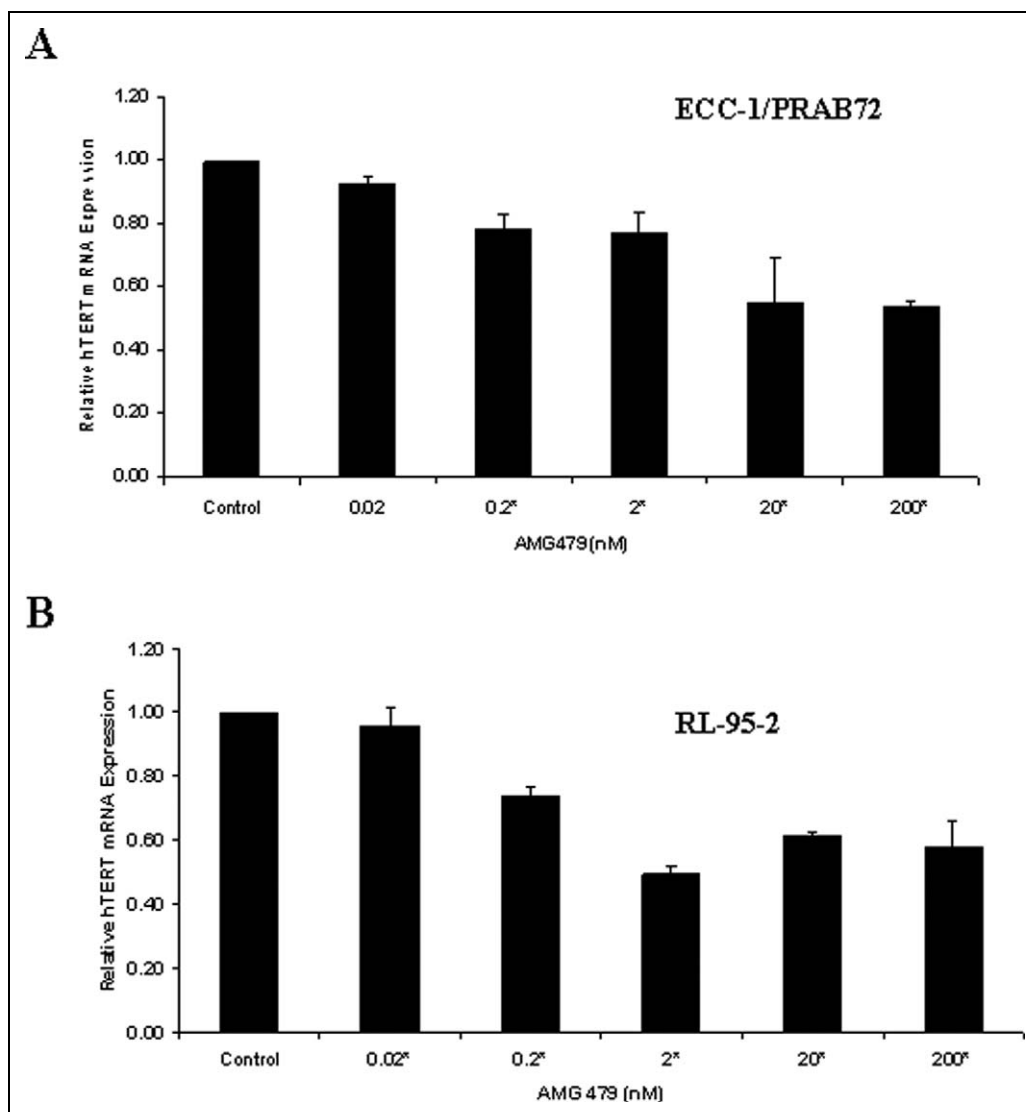 A
ECC-1/PRAB72
Relative hTERT mRNA Expression
1.20
1.00
0.80
0.60
0.40
0.20
0.00
Control 0.02 0.2* 2* 20* 200*
AMG479 (nM)
B
RL-95-2
Relative hTERT mRNA Expression
1.20
1.00
0.80
0.60
0.40
0.20
0.00
Control 0.02* 0.2* 2* 20* 200*
AMG 479 (nM)